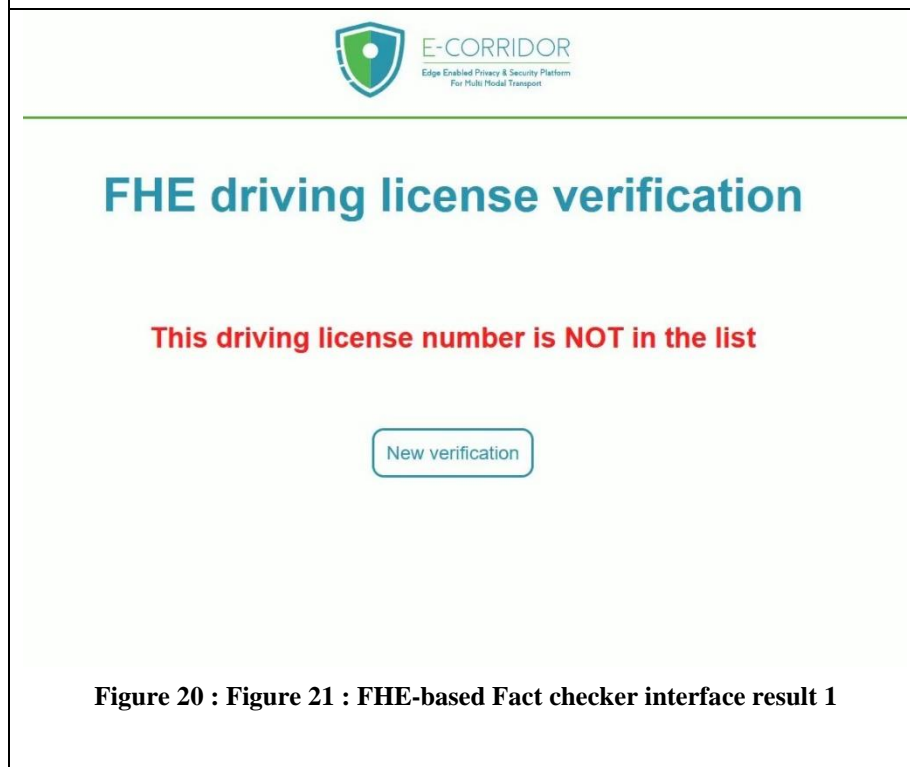 E-CORRIDOR
Edge Enabled Privacy & Security Platform
For Multi Modal Transport
FHE driving license verification
This driving license number is NOT in the list
New verification
Figure 20 : Figure 21 : FHE-based Fact checker interface result 1